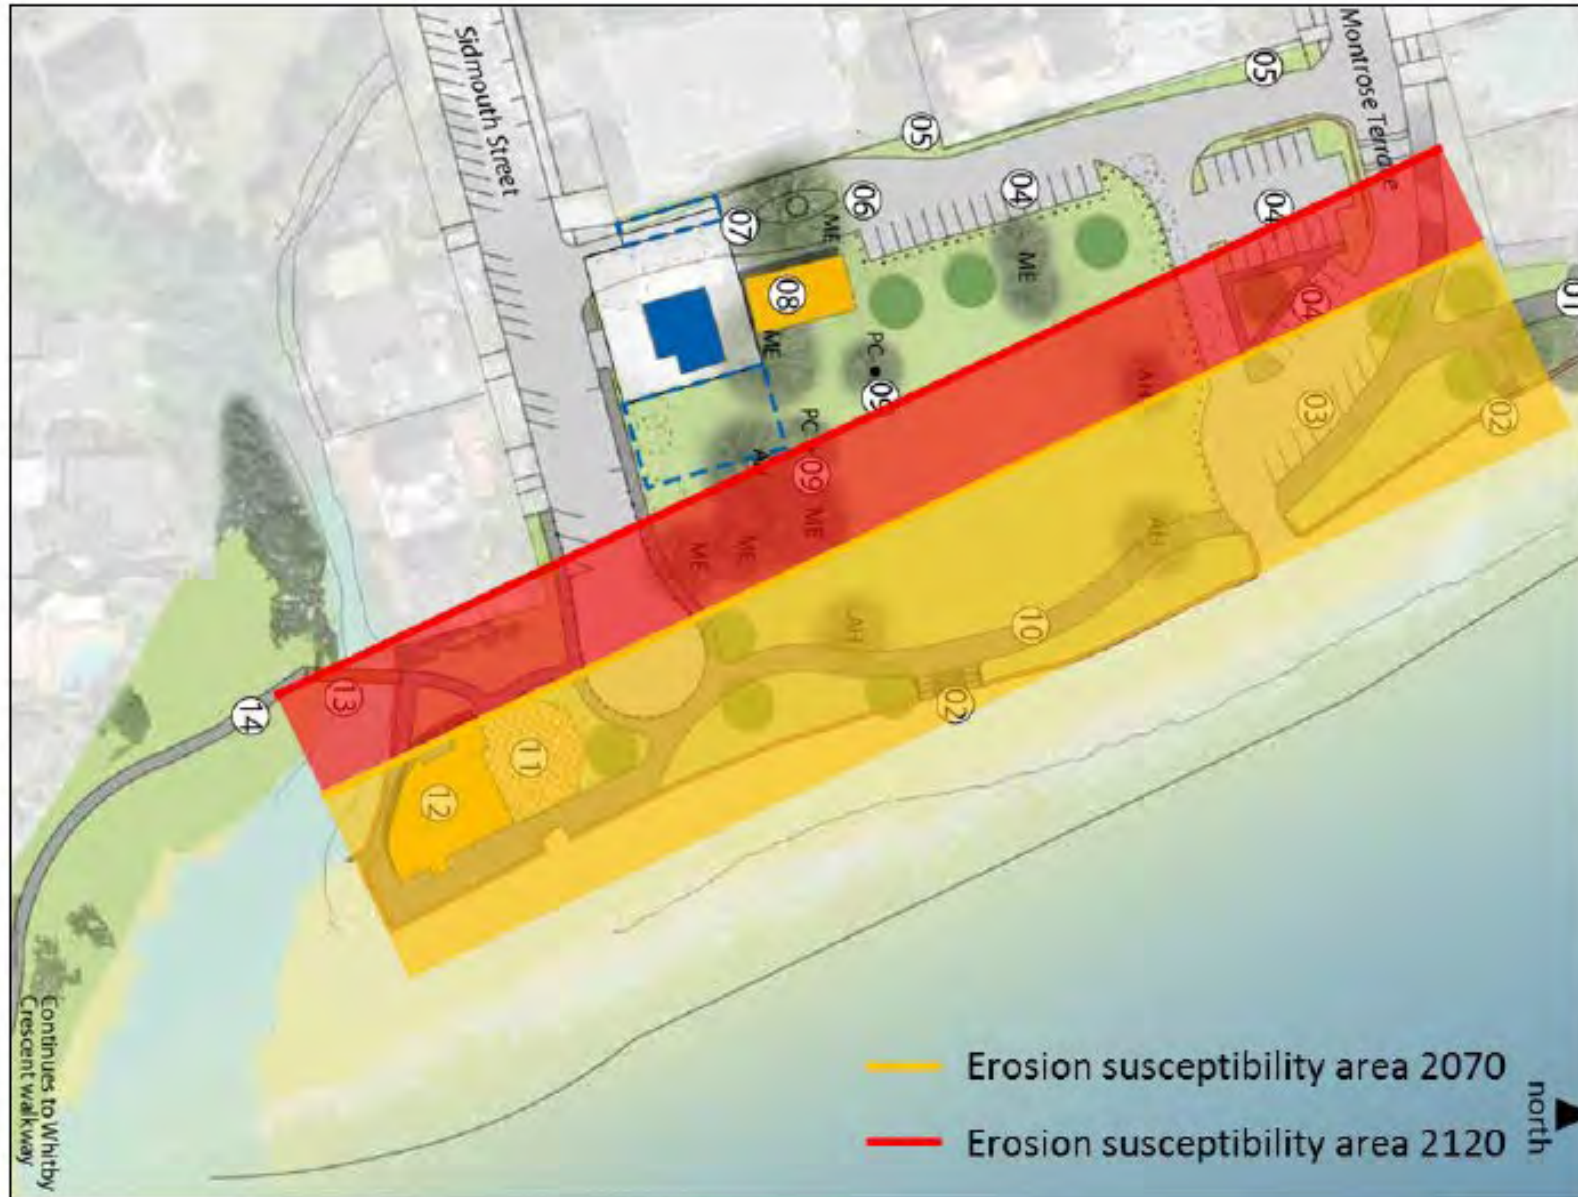 Sidmouth Street
Montrose Terrace
05
05
04
06
04
ME
07
ME
08
04
01
ME
PC
09
03
02
AH
PC
09
ME
ME
ME
AH
AH
10
02
13
14
11
12
Continues to Whitby
Crescent walkway
Erosion susceptibility area 2070
Erosion susceptibility area 2120
north